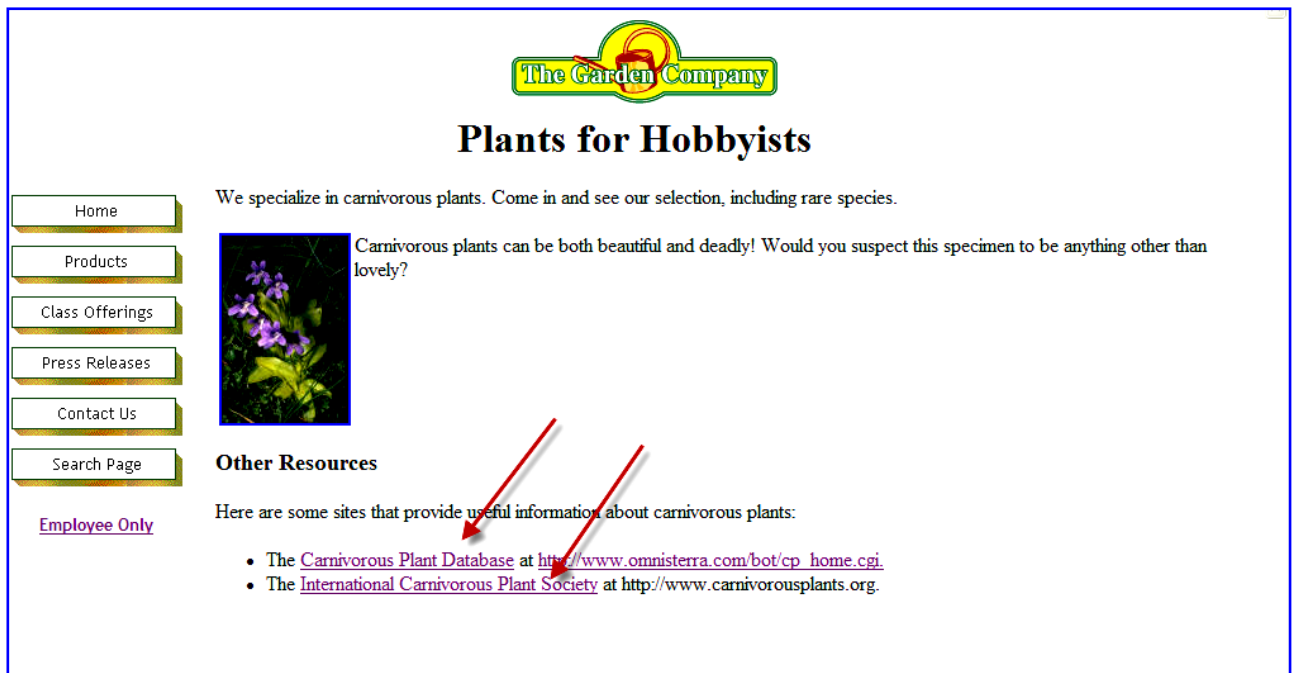 The Garden Company
Plants for Hobbyists
Home
Products
Class Offerings
Press Releases
Contact Us
Search Page
Employee Only
We specialize in carnivorous plants. Come in and see our selection, including rare species.
Carnivorous plants can be both beautiful and deadly! Would you suspect this specimen to be anything other than
lovely?
Other Resources
Here are some sites that provide useful information about carnivorous plants:
• The Carnivorous Plant Database at http://www.omnisterra.com/bot/cp_home.cgi.
• The International Carnivorous Plant Society at http://www.carnivorousplants.org.